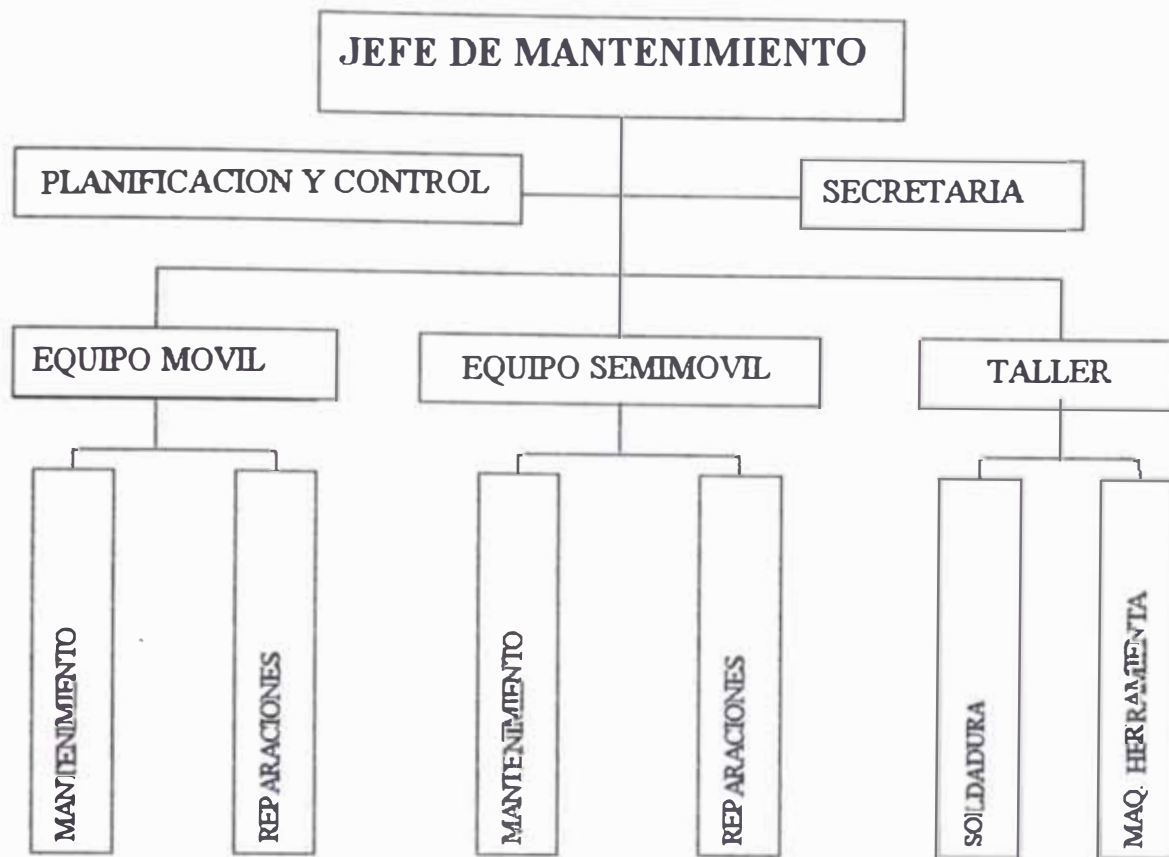 JEFE DE MANTENIMIENTO
PLANIFICACION Y CONTROL
SECRETARIA
EQUIPO MOVIL
EQUIPO SEMIMOVIL
TALLER
MANTENIMIENTO
REPARACIONES
MANTENIMIENTO
REPARACIONES
SOLDADURA
MAQ. HERRAMIENTA